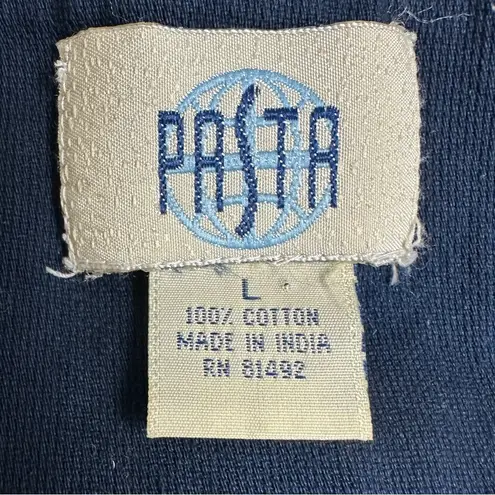 PASTA
L
100% COTTON
MADE IN INDIA
RN 81492